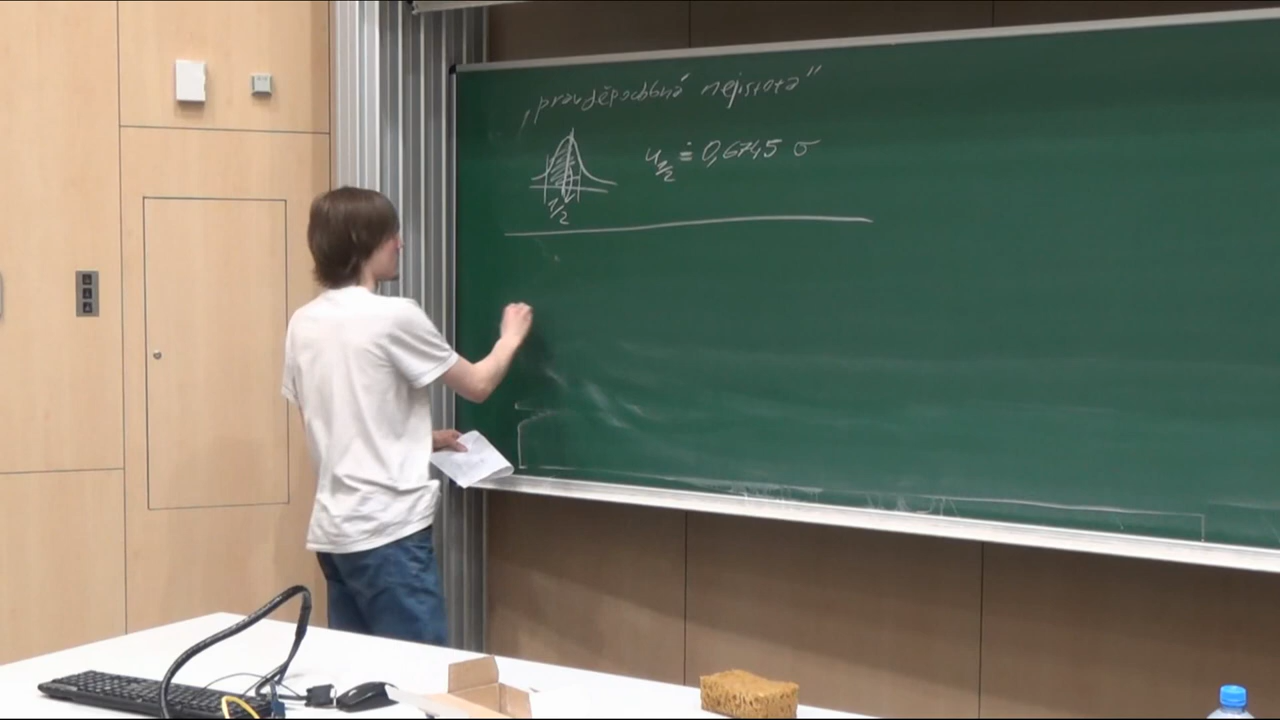 „pravděpodobná nejistota“
u½ ≐ 0,6745 σ
1/2